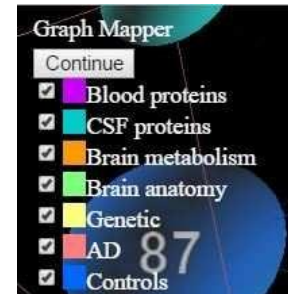 Graph Mapper
Continue
Blood proteins
CSF proteins
Brain metabolism
Brain anatomy
Genetic
AD
87
Controls